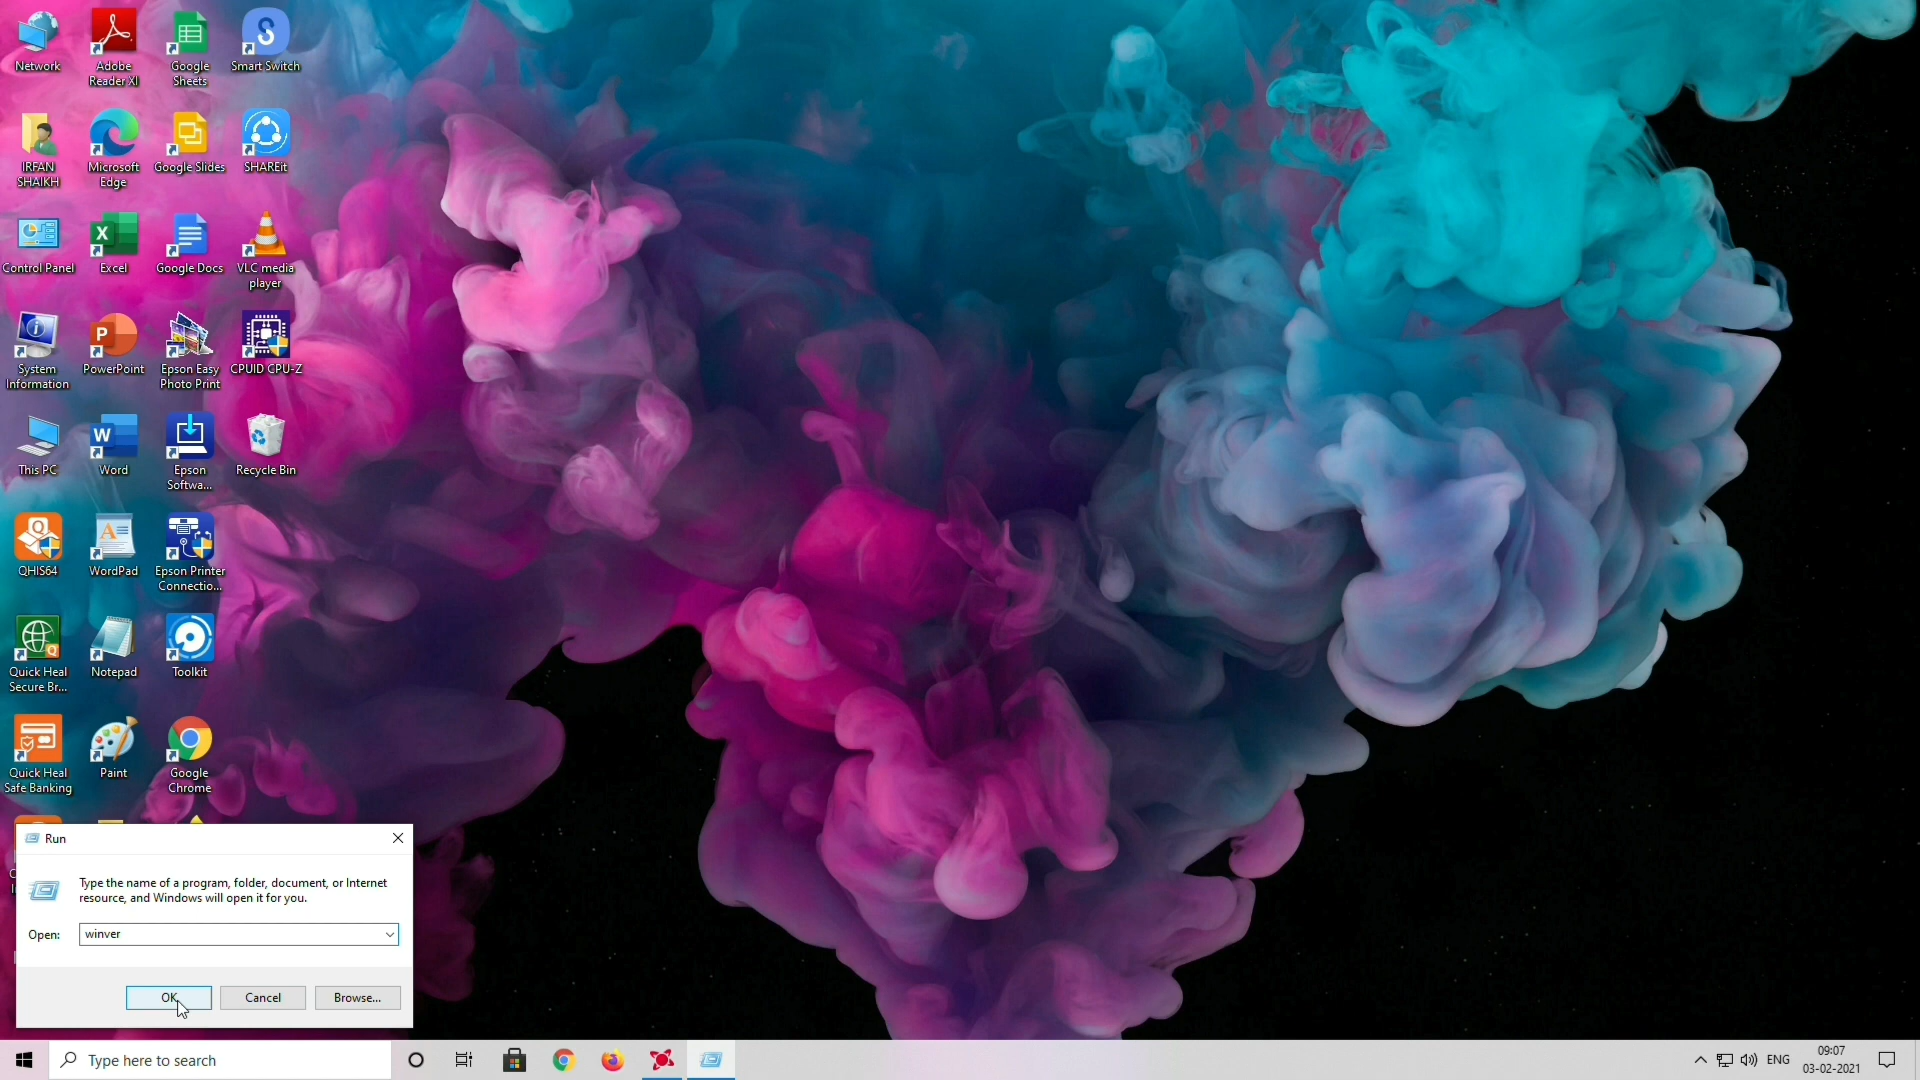 Network
Adobe
Reader XI
Google
Sheets
Smart Switch
IRFAN
SHAIKH
Microsoft
Edge
Google Slides
SHAREit
Control Panel
Excel
Google Docs
VLC media
player
System
Information
PowerPoint
Epson Easy
Photo Print
CPUID CPU-Z
This PC
Word
Epson
Softwa...
Recycle Bin
QHIS64
WordPad
Epson Printer
Connectio...
Quick Heal
Secure Br...
Notepad
Toolkit
Quick Heal
Safe Banking
Paint
Google
Chrome
Run
Type the name of a program, folder, document, or Internet
resource, and Windows will open it for you.
Open:
winver
OK
Cancel
Browse...
Type here to search
ENG
09:07
03-02-2021